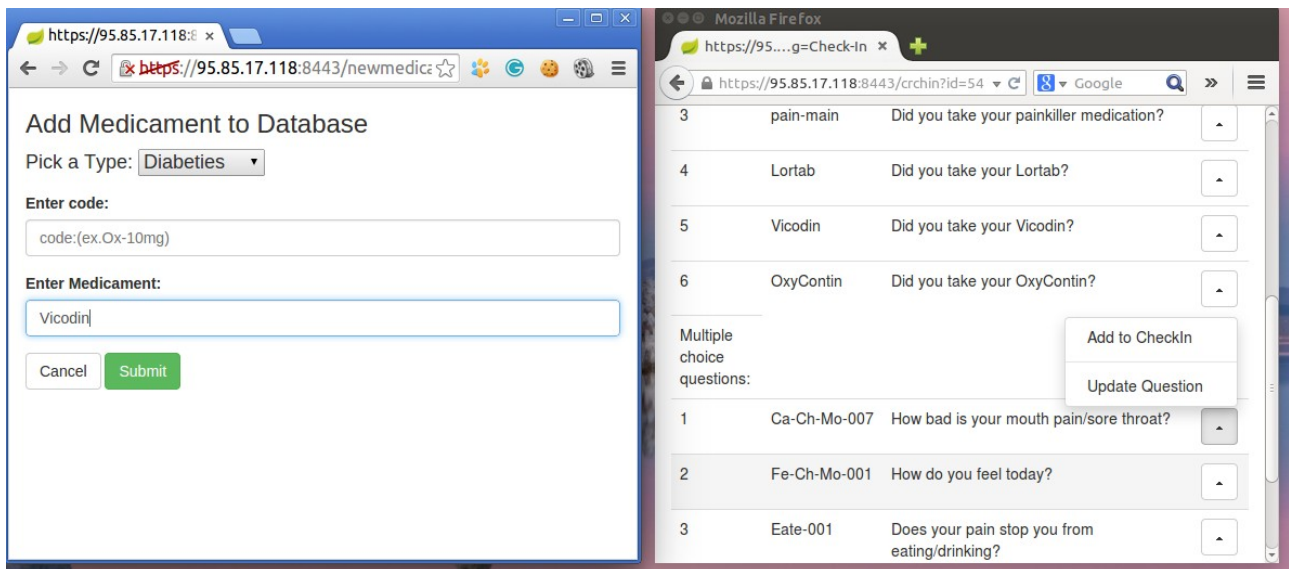 https://95.85.17.118:8
https://95.85.17.118:8443/newmedica
Add Medicament to Database
Pick a Type: Diabeties
Enter code:
code:(ex.Ox-10mg)
Enter Medicament:
Vicodin
Cancel Submit
Mozilla Firefox
https://95....g=Check-In
https://95.85.17.118:8443/crchin?id=54 Google
3 pain-main Did you take your painkiller medication?
4 Lortab Did you take your Lortab?
5 Vicodin Did you take your Vicodin?
6 OxyContin Did you take your OxyContin?
Multiple
choice
questions:
Add to CheckIn
Update Question
1 Ca-Ch-Mo-007 How bad is your mouth pain/sore throat?
2 Fe-Ch-Mo-001 How do you feel today?
3 Eate-001 Does your pain stop you from
eating/drinking?